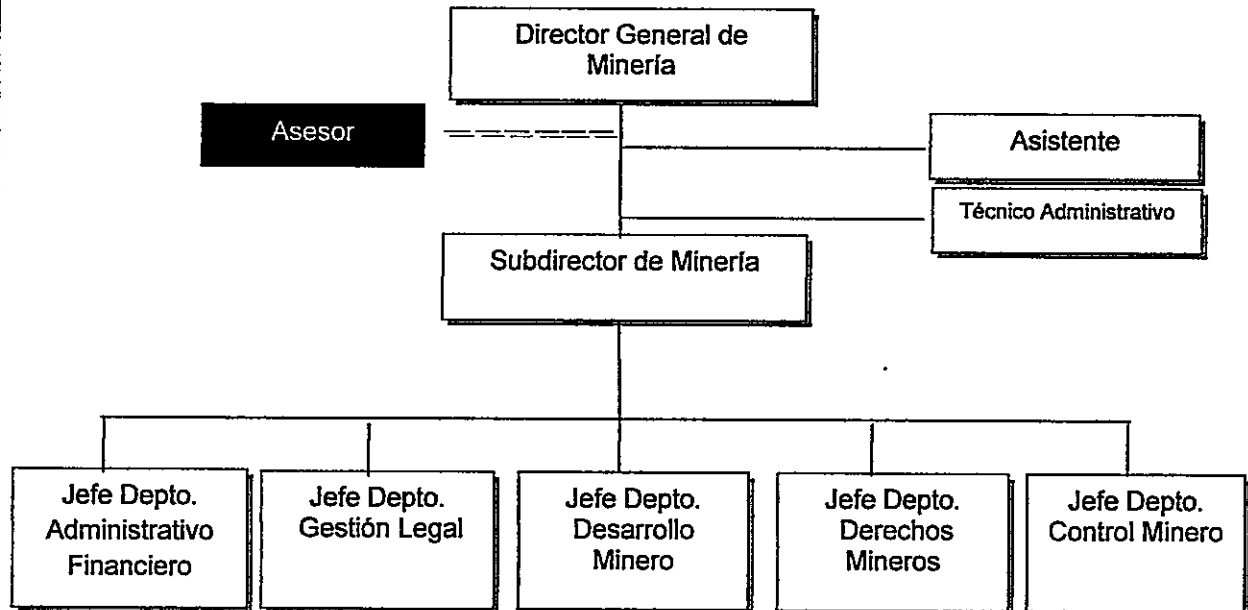 Director General de
Minería
Asesor
Asistente
Técnico Administrativo
Subdirector de Minería
Jefe Depto.
Administrativo
Financiero
Jefe Depto.
Gestión Legal
Jefe Depto.
Desarrollo
Minero
Jefe Depto.
Derechos
Mineros
Jefe Depto.
Control Minero